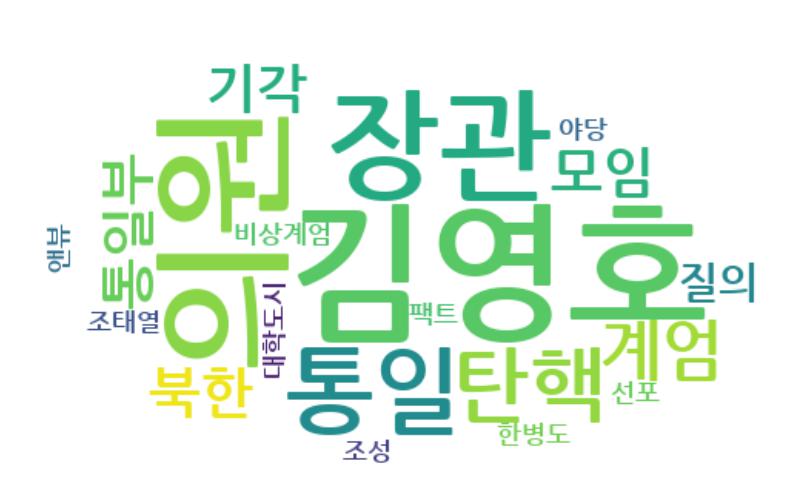 기각
장관
야당
모임
의원
통일부
비상계엄
앤뷰
김영호
질의
대학도시
팩트
조태열
계엄
통일
탄핵
북한
선포
한병도
조성